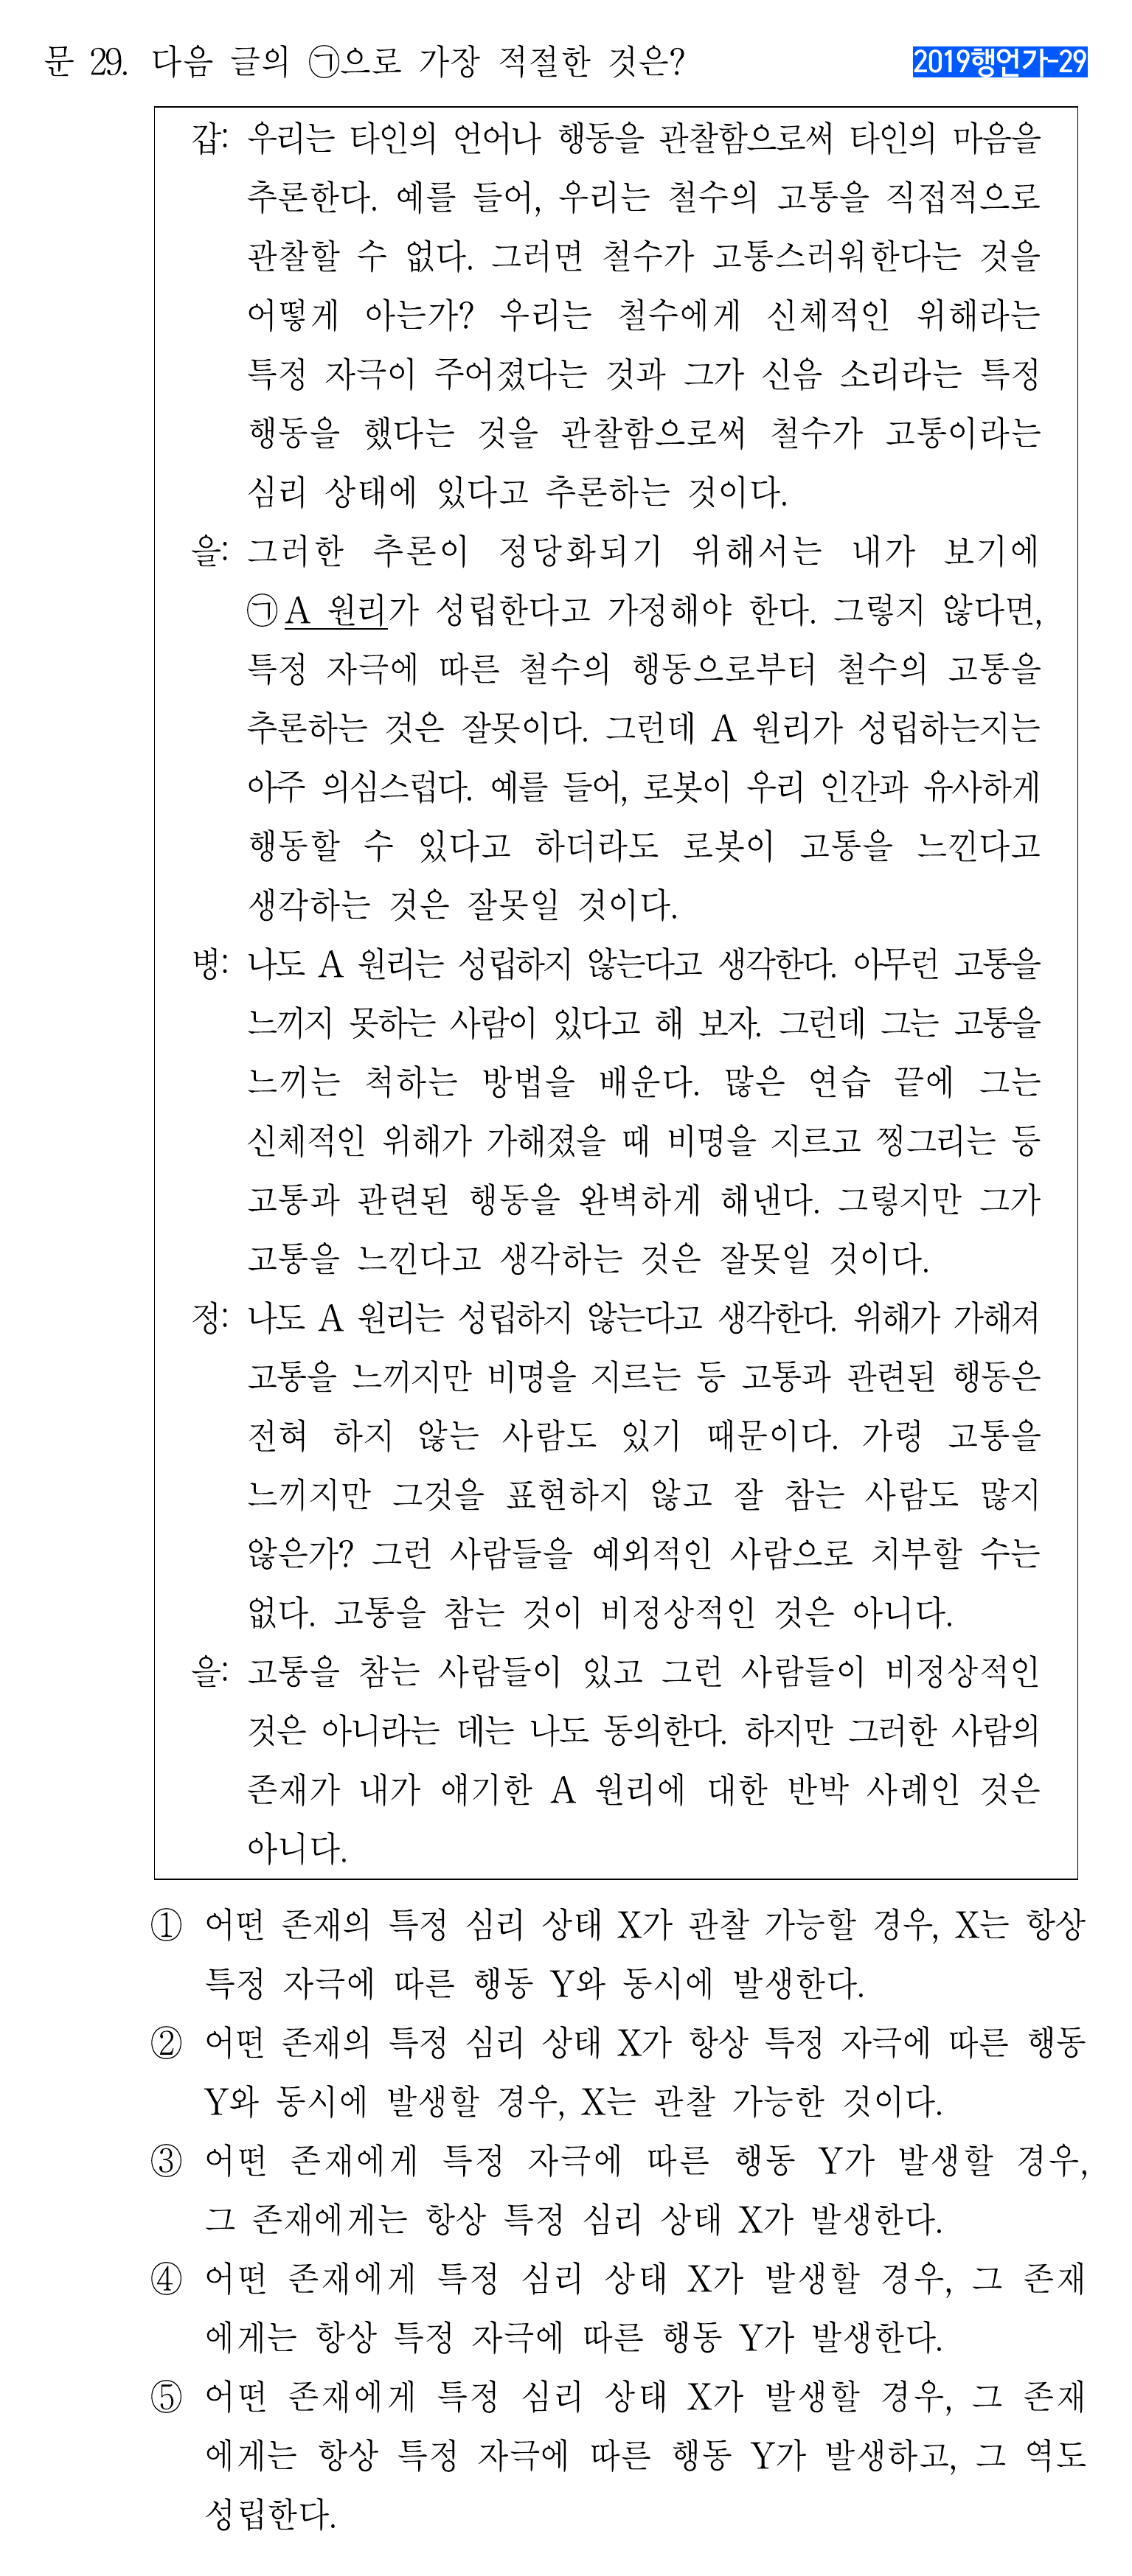 문 29. 다음 글의 ㉠으로 가장 적절한 것은?
2019행언가-29
갑: 우리는 타인의 언어나 행동을 관찰함으로써 타인의 마음을
추론한다. 예를 들어, 우리는 철수의 고통을 직접적으로
관찰할 수 없다. 그러면 철수가 고통스러워한다는 것을
어떻게 아는가? 우리는 철수에게 신체적인 위해라는
특정 자극이 주어졌다는 것과 그가 신음 소리라는 특정
행동을 했다는 것을 관찰함으로써 철수가 고통이라는
심리 상태에 있다고 추론하는 것이다.
을: 그러한 추론이 정당화되기 위해서는 내가 보기에
㉠A 원리가 성립한다고 가정해야 한다. 그렇지 않다면,
특정 자극에 따른 철수의 행동으로부터 철수의 고통을
추론하는 것은 잘못이다. 그런데 A 원리가 성립하는지는
아주 의심스럽다. 예를 들어, 로봇이 우리 인간과 유사하게
행동할 수 있다고 하더라도 로봇이 고통을 느낀다고
생각하는 것은 잘못일 것이다.
병: 나도 A 원리는 성립하지 않는다고 생각한다. 아무런 고통을
느끼지 못하는 사람이 있다고 해 보자. 그런데 그는 고통을
느끼는 척하는 방법을 배운다. 많은 연습 끝에 그는
신체적인 위해가 가해졌을 때 비명을 지르고 찡그리는 등
고통과 관련된 행동을 완벽하게 해낸다. 그렇지만 그가
고통을 느낀다고 생각하는 것은 잘못일 것이다.
정: 나도 A 원리는 성립하지 않는다고 생각한다. 위해가 가해져
고통을 느끼지만 비명을 지르는 등 고통과 관련된 행동은
전혀 하지 않는 사람도 있기 때문이다. 가령 고통을
느끼지만 그것을 표현하지 않고 잘 참는 사람도 많지
않은가? 그런 사람들을 예외적인 사람으로 치부할 수는
없다. 고통을 참는 것이 비정상적인 것은 아니다.
을: 고통을 참는 사람들이 있고 그런 사람들이 비정상적인
것은 아니라는 데는 나도 동의한다. 하지만 그러한 사람의
존재가 내가 얘기한 A 원리에 대한 반박 사례인 것은
아니다.
① 어떤 존재의 특정 심리 상태 X가 관찰 가능할 경우, X는 항상
특정 자극에 따른 행동 Y와 동시에 발생한다.
② 어떤 존재의 특정 심리 상태 X가 항상 특정 자극에 따른 행동
Y와 동시에 발생할 경우, X는 관찰 가능한 것이다.
③ 어떤 존재에게 특정 자극에 따른 행동 Y가 발생할 경우,
그 존재에게는 항상 특정 심리 상태 X가 발생한다.
④ 어떤 존재에게 특정 심리 상태 X가 발생할 경우, 그 존재
에게는 항상 특정 자극에 따른 행동 Y가 발생한다.
⑤ 어떤 존재에게 특정 심리 상태 X가 발생할 경우, 그 존재
에게는 항상 특정 자극에 따른 행동 Y가 발생하고, 그 역도
성립한다.